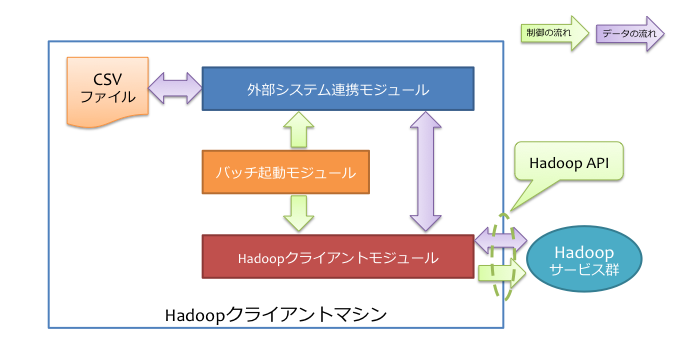 制御の流れ
データの流れ
CSV
ファイル
外部システム連携モジュール
バッチ起動モジュール
Hadoop API
Hadoopクライアントモジュール
Hadoop
サービス群
Hadoopクライアントマシン